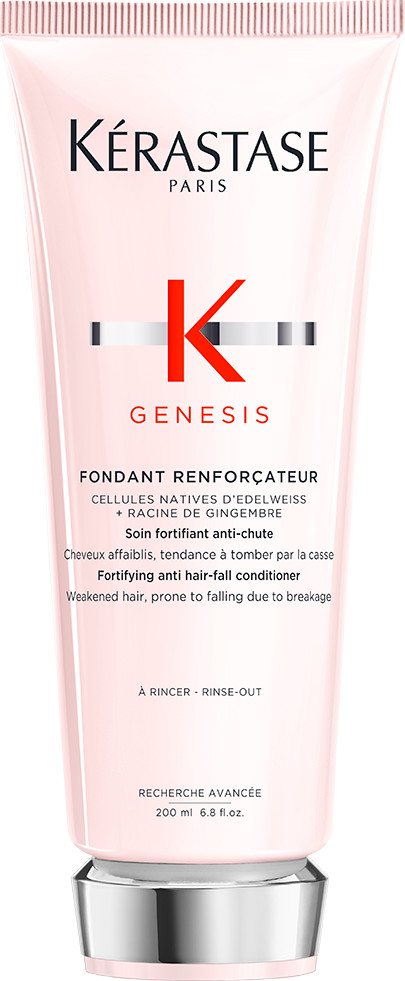 KÉRASTASE
PARIS
K
GENESIS
FONDANT RENFORÇATEUR
CELLULES NATIVES D'EDELWEISS
+ RACINE DE GINGEMBRE
Soin fortifiant anti-chute
Cheveux affaiblis, tendance à tomber par la casse
Fortifying anti hair-fall conditioner
Weakened hair, prone to falling due to breakage
À RINCER - RINSE-OUT
RECHERCHE AVANCÉE
200 ml 6.8 fl.oz.